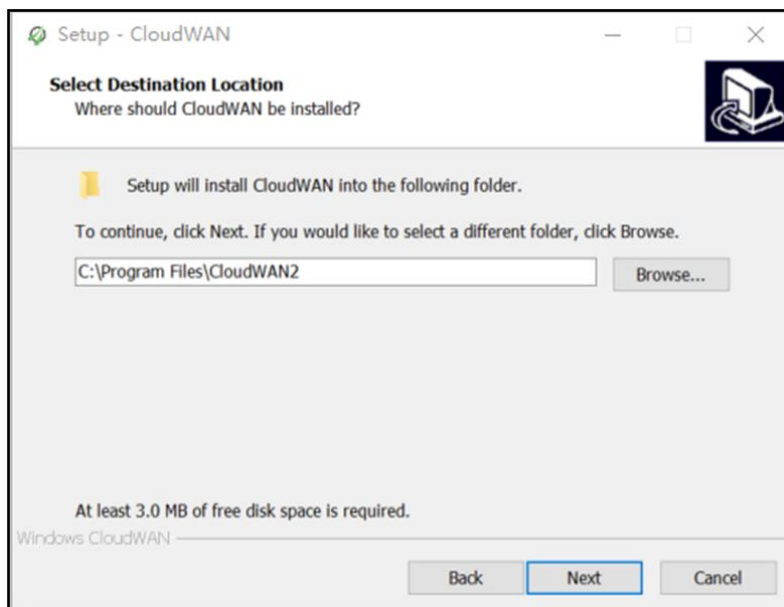 Setup - CloudWAN
Select Destination Location
Where should CloudWAN be installed?
Setup will install CloudWAN into the following folder.
To continue, click Next. If you would like to select a different folder, click Browse.
C:\Program Files\CloudWAN2
Browse...
At least 3.0 MB of free disk space is required.
Windows CloudWAN
Back
Next
Cancel